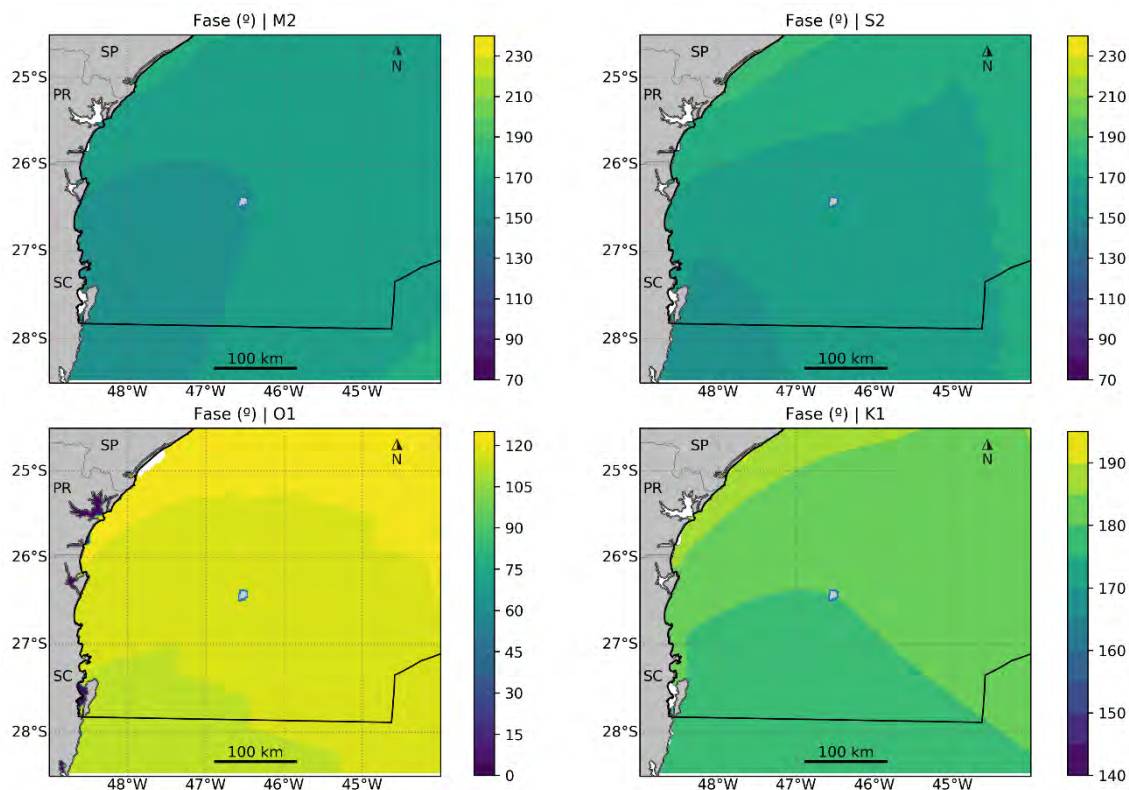 Fase (º) | M2
SP
PR
SC
N
25°S
26°S
27°S
28°S
48°W
47°W
46°W
45°W
100 km
230
210
190
170
150
130
110
90
70
Fase (º) | S2
SP
PR
SC
N
25°S
26°S
27°S
28°S
48°W
47°W
46°W
45°W
100 km
230
210
190
170
150
130
110
90
70
Fase (º) | O1
SP
PR
SC
N
25°S
26°S
27°S
28°S
48°W
47°W
46°W
45°W
100 km
120
105
90
75
60
45
30
15
0
Fase (º) | K1
SP
PR
SC
N
25°S
26°S
27°S
28°S
48°W
47°W
46°W
45°W
100 km
190
180
170
160
150
140